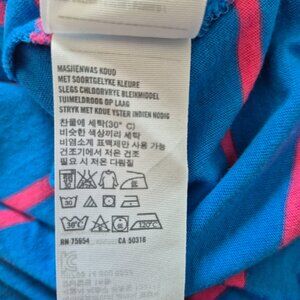 MASJIENWAS KOUD
MET SOORTGELYKE KLEURE
SLEGS CHLOORVRYE BLEIKMIDDEL
TUIMELDROOG OP LAAG
STRYK MET KOUE YSTER INDIEN NODIG
찬물에 세탁(30° C)
비슷한 색상끼리 세탁
비염소계 표백제만 사용
건조기에서 저온 건조
필요 시 저온 다림질
30°C
120°C
RN 75654 CA 50316